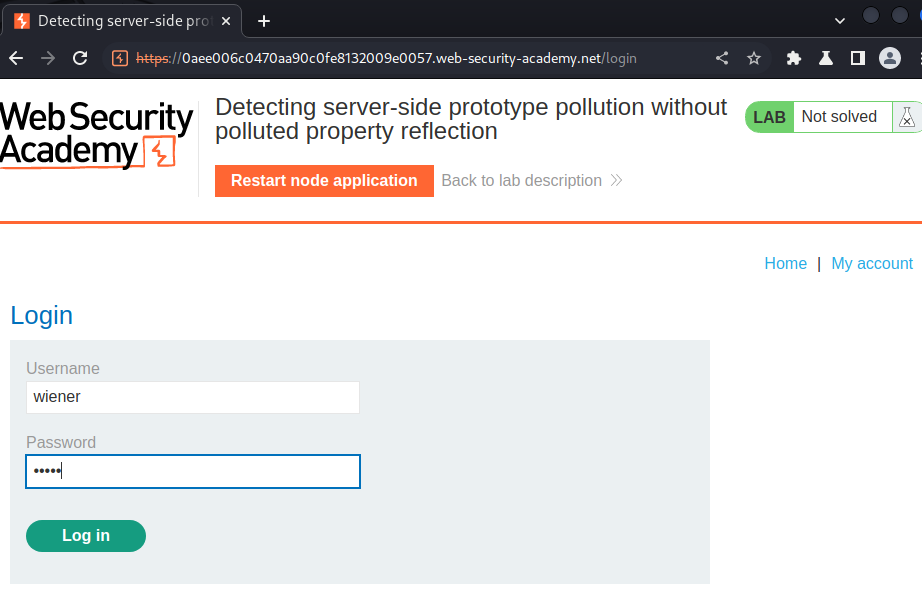 Detecting server-side pro
https://0aee006c0470aa90c0fe8132009e0057.web-security-academy.net/login
Web Security
Academy
Detecting server-side prototype pollution without
polluted property reflection
LAB Not solved
Restart node application Back to lab description
Home | My account
Login
Username
wiener
Password
•••••
Log in